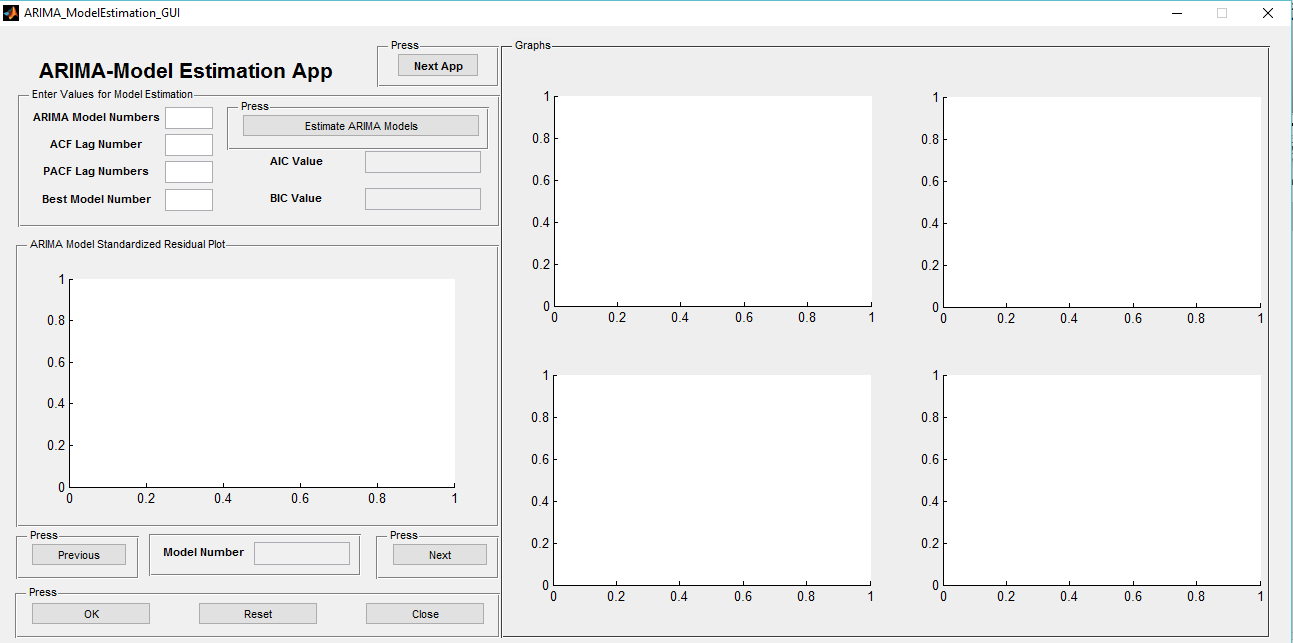 ARIMA_ModelEstimation_GUI
ARIMA-Model Estimation App
Press
Next App
Enter Values for Model Estimation
ARIMA Model Numbers
ACF Lag Number
PACF Lag Numbers
Best Model Number
Press
Estimate ARIMA Models
AIC Value
BIC Value
ARIMA Model Standardized Residual Plot
1
0.8
0.6
0.4
0.2
0
0 0.2 0.4 0.6 0.8 1
Press
Previous
Model Number
Press
Next
Press
OK Reset Close
Graphs
1
0.8
0.6
0.4
0.2
0
0 0.2 0.4 0.6 0.8 1
1
0.8
0.6
0.4
0.2
0
0 0.2 0.4 0.6 0.8 1
1
0.8
0.6
0.4
0.2
0
0 0.2 0.4 0.6 0.8 1
1
0.8
0.6
0.4
0.2
0
0 0.2 0.4 0.6 0.8 1